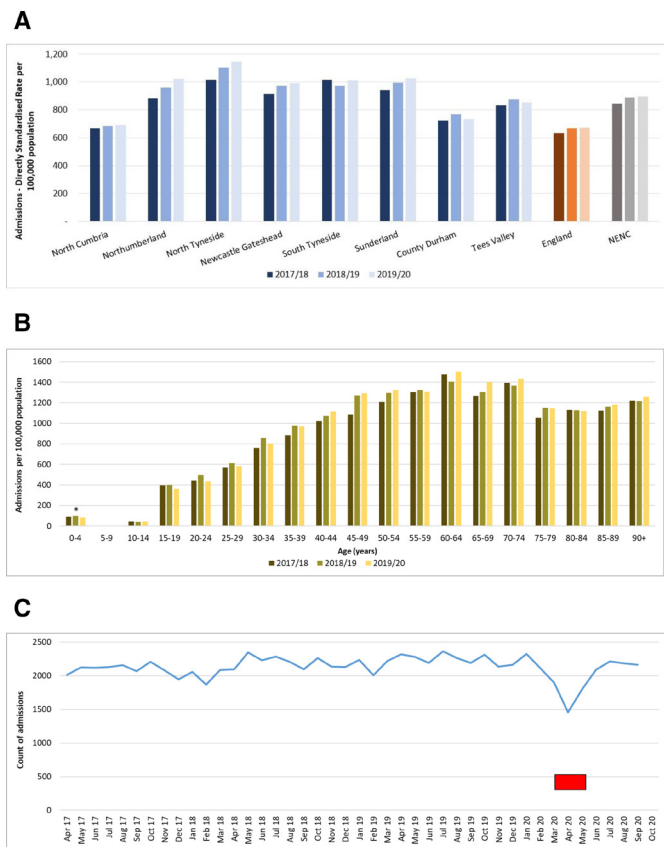 A
Admissions - Directly Standardised Rate per
100,000 population
1,200
1,000
800
600
400
200
-
North Cumbria
Northumberland
North Tyneside
Newcastle Gateshead
South Tyneside
Sunderland
County Durham
Tees Valley
England
NENC
2017/18 2018/19 2019/20
B
Admissions per 100,000 population
1600
1400
1200
1000
800
600
400
200
0
*
0-4 5-9 10-14 15-19 20-24 25-29 30-34 35-39 40-44 45-49 50-54 55-59 60-64 65-69 70-74 75-79 80-84 85-89 90+
Age (years)
2017/18 2018/19 2019/20
C
Count of admissions
2500
2000
1500
1000
500
0
Apr 17
May 17
Jun 17
Jul 17
Aug 17
Sep 17
Oct 17
Nov 17
Dec 17
Jan 18
Feb 18
Mar 18
Apr 18
May 18
Jun 18
Jul 18
Aug 18
Sep 18
Oct 18
Nov 18
Dec 18
Jan 19
Feb 19
Mar 19
Apr 19
May 19
Jun 19
Jul 19
Aug 19
Sep 19
Oct 19
Nov 19
Dec 19
Jan 20
Feb 20
Mar 20
Apr 20
May 20
Jun 20
Jul 20
Aug 20
Sep 20
Oct 20